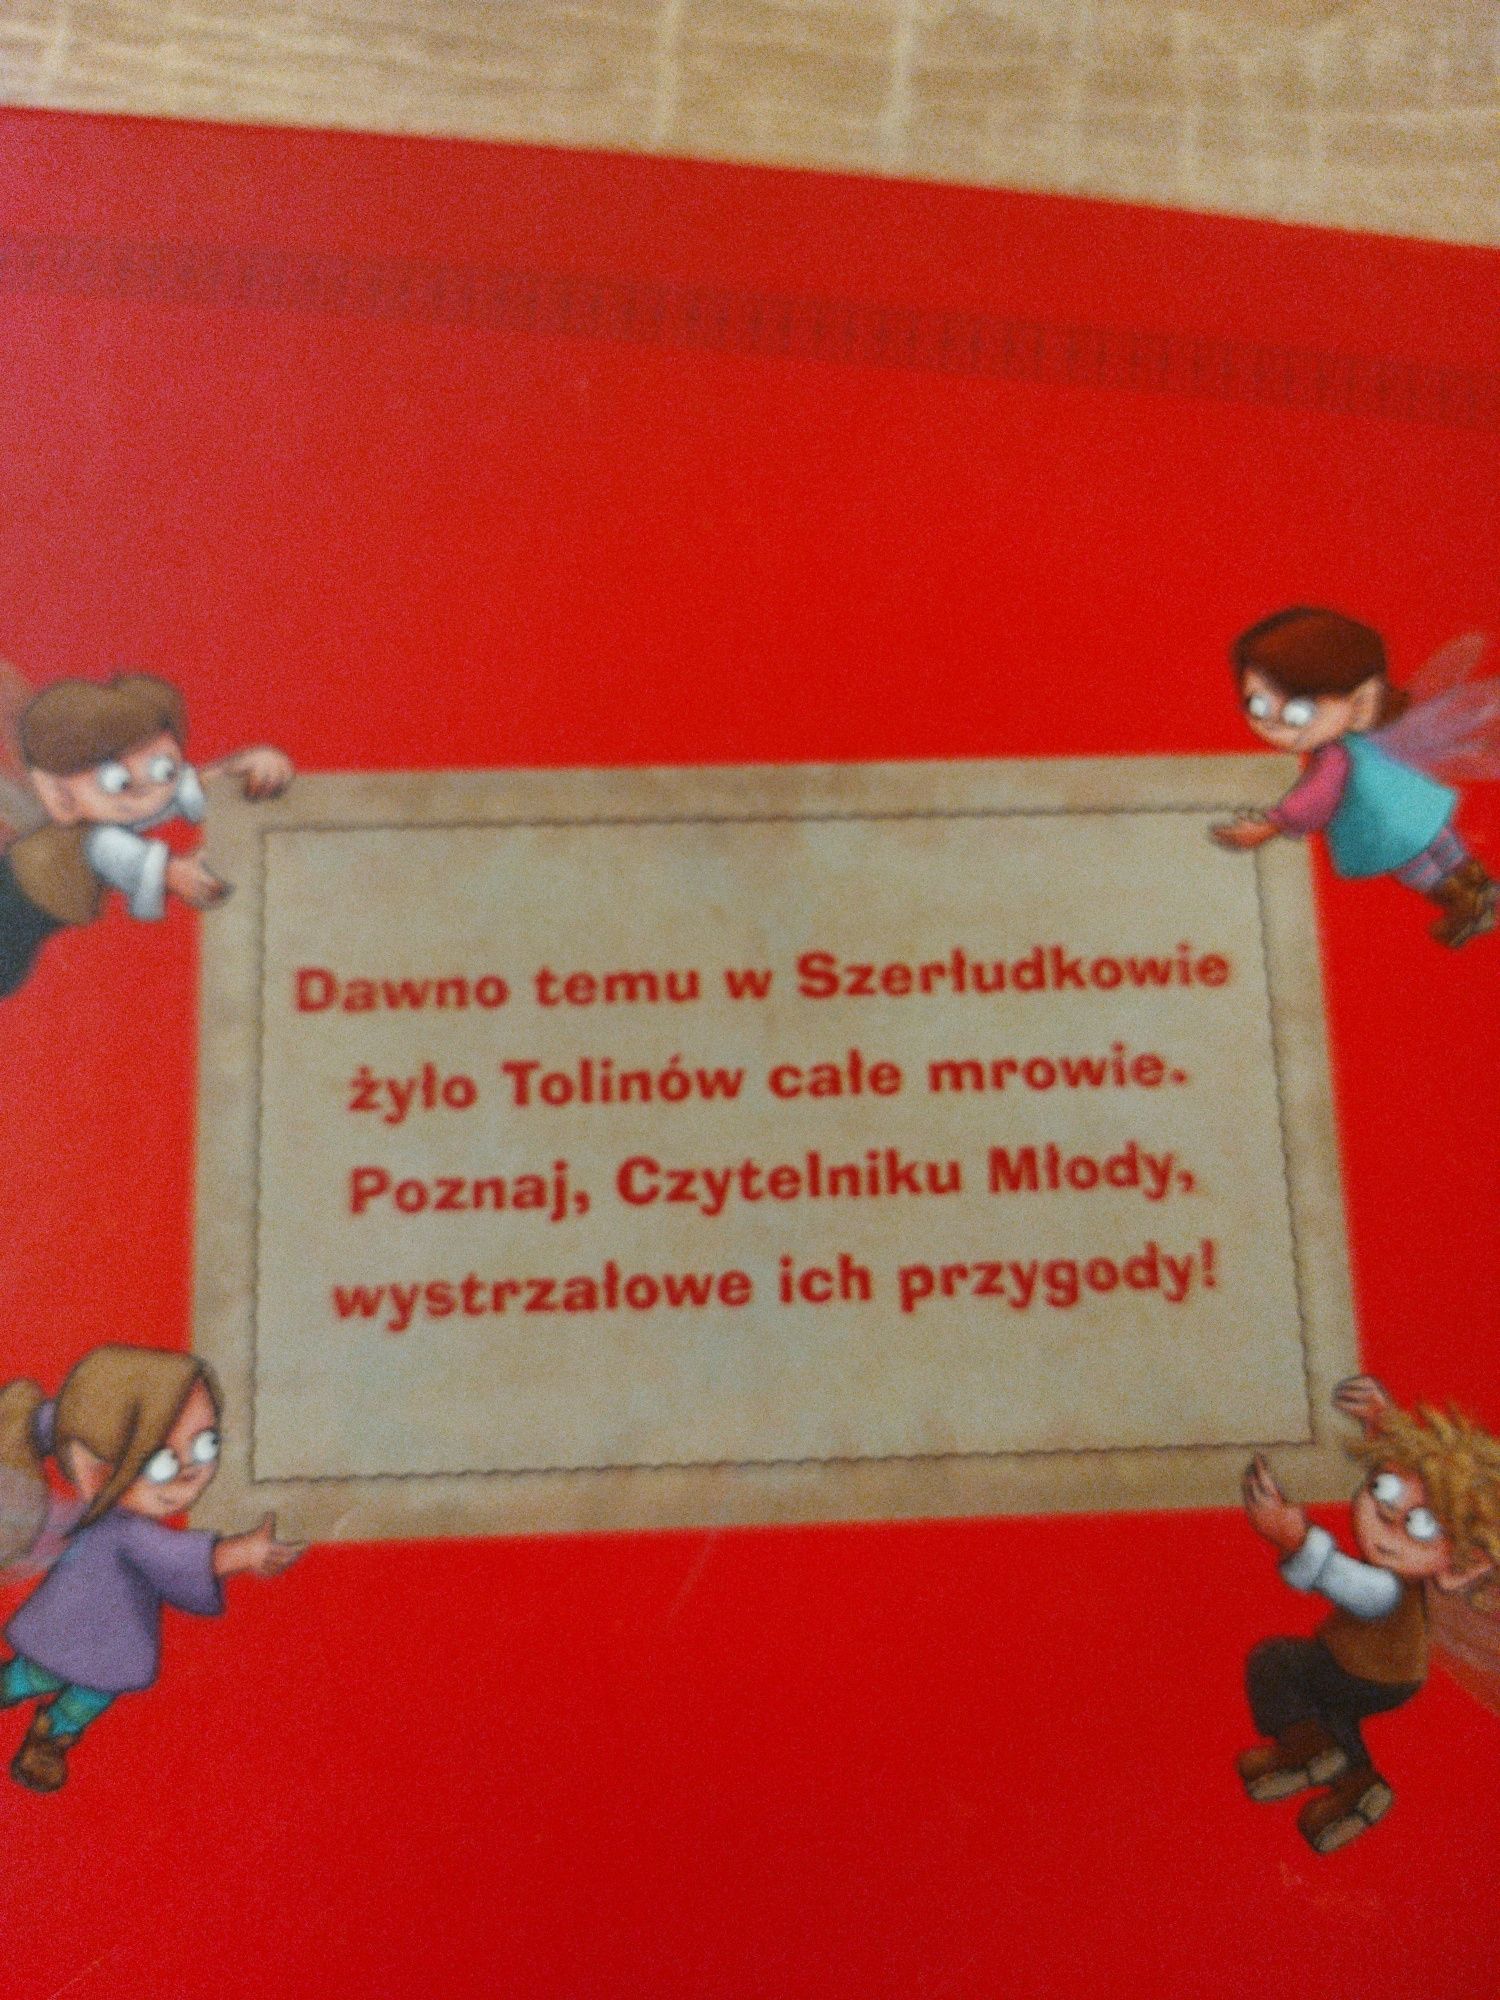 Dawno temu w Szerłudkowie
żyło Tolinów całe mrowie.
Poznaj, Czytelniku Młody,
wystrzałowe ich przygody!